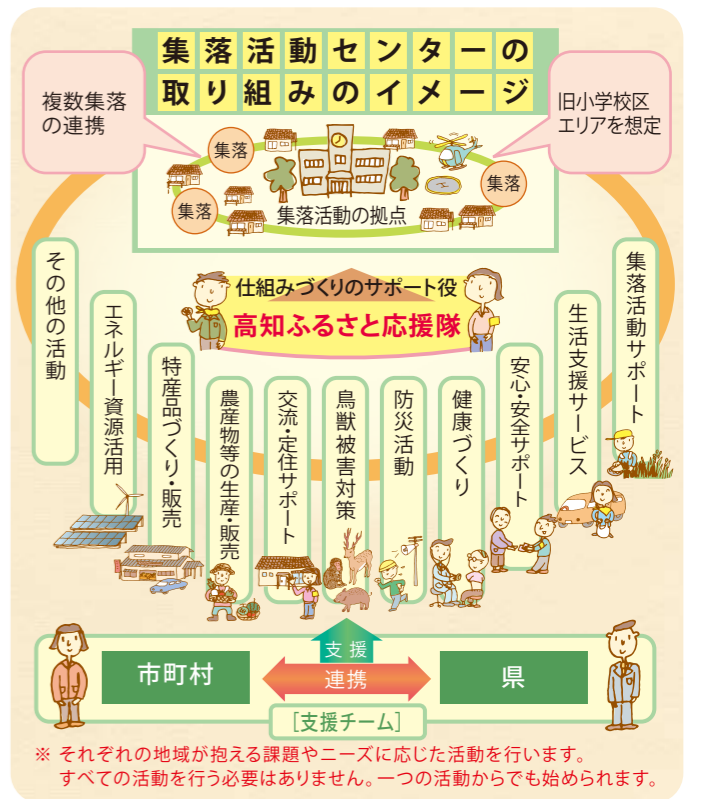 集落活動センターの
取り組みのイメージ
複数集落
の連携
旧小学校区
エリアを想定
集落
集落
集落
集落活動の拠点
仕組みづくりのサポート役
高知ふるさと応援隊
その他の活動
エネルギー資源活用
特産品づくり・販売
農産物等の生産・販売
交流・定住サポート
鳥獣被害対策
防災活動
健康づくり
安心・安全サポート
生活支援サービス
集落活動サポート
支援
市町村
連携
県
[支援チーム]
※ それぞれの地域が抱える課題やニーズに応じた活動を行います。
すべての活動を行う必要はありません。一つの活動からでも始められます。